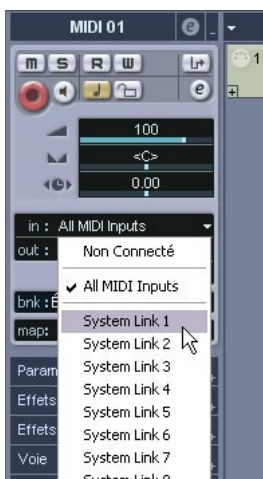 MIDI 01 e -
m S R W
1
e
100
<C>
0.00
in : All MIDI Inputs
out :
Non Connecté
✓ All MIDI Inputs
bnk :
System Link 1
map:
System Link 2
System Link 3
Param
System Link 4
Effets
System Link 5
Effets
System Link 6
Voie
System Link 7